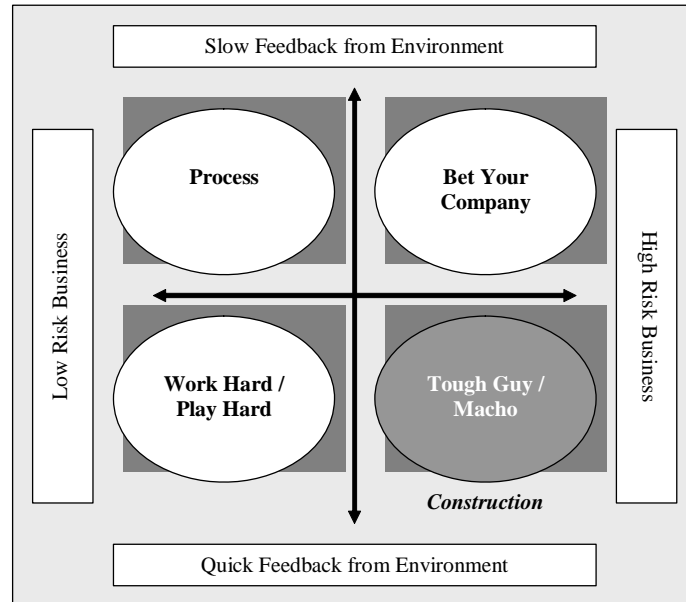 Slow Feedback from Environment
Low Risk Business
Process
Bet Your
Company
High Risk Business
Work Hard /
Play Hard
Tough Guy /
Macho
Construction
Quick Feedback from Environment